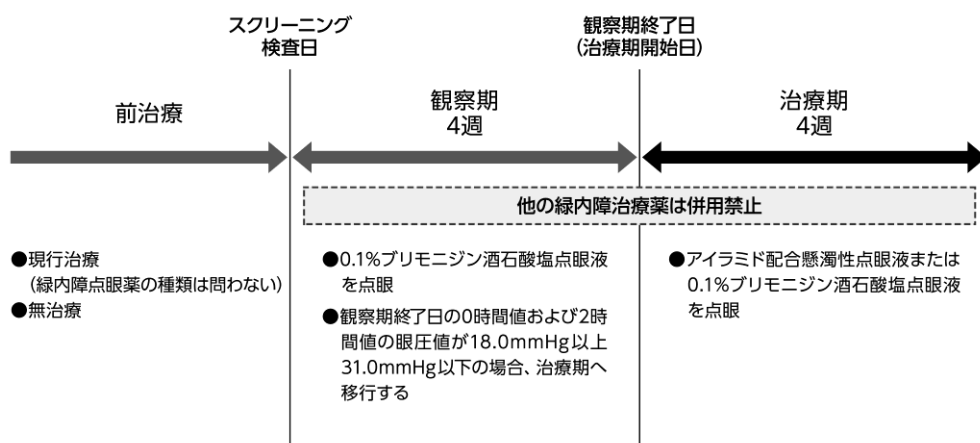 スクリーニング
検査日
観察期終了日
(治療期開始日)
前治療
観察期
4週
治療期
4週
他の緑内障治療薬は併用禁止
●現行治療
(緑内障点眼薬の種類は問わない)
●無治療
●0.1%ブリモニジン酒石酸塩点眼液
を点眼
●観察期終了日の0時間値および2時
間値の眼圧値が18.0mmHg以上
31.0mmHg以下の場合、治療期へ
移行する
●アイラミド配合懸濁性点眼液または
0.1%ブリモニジン酒石酸塩点眼液
を点眼